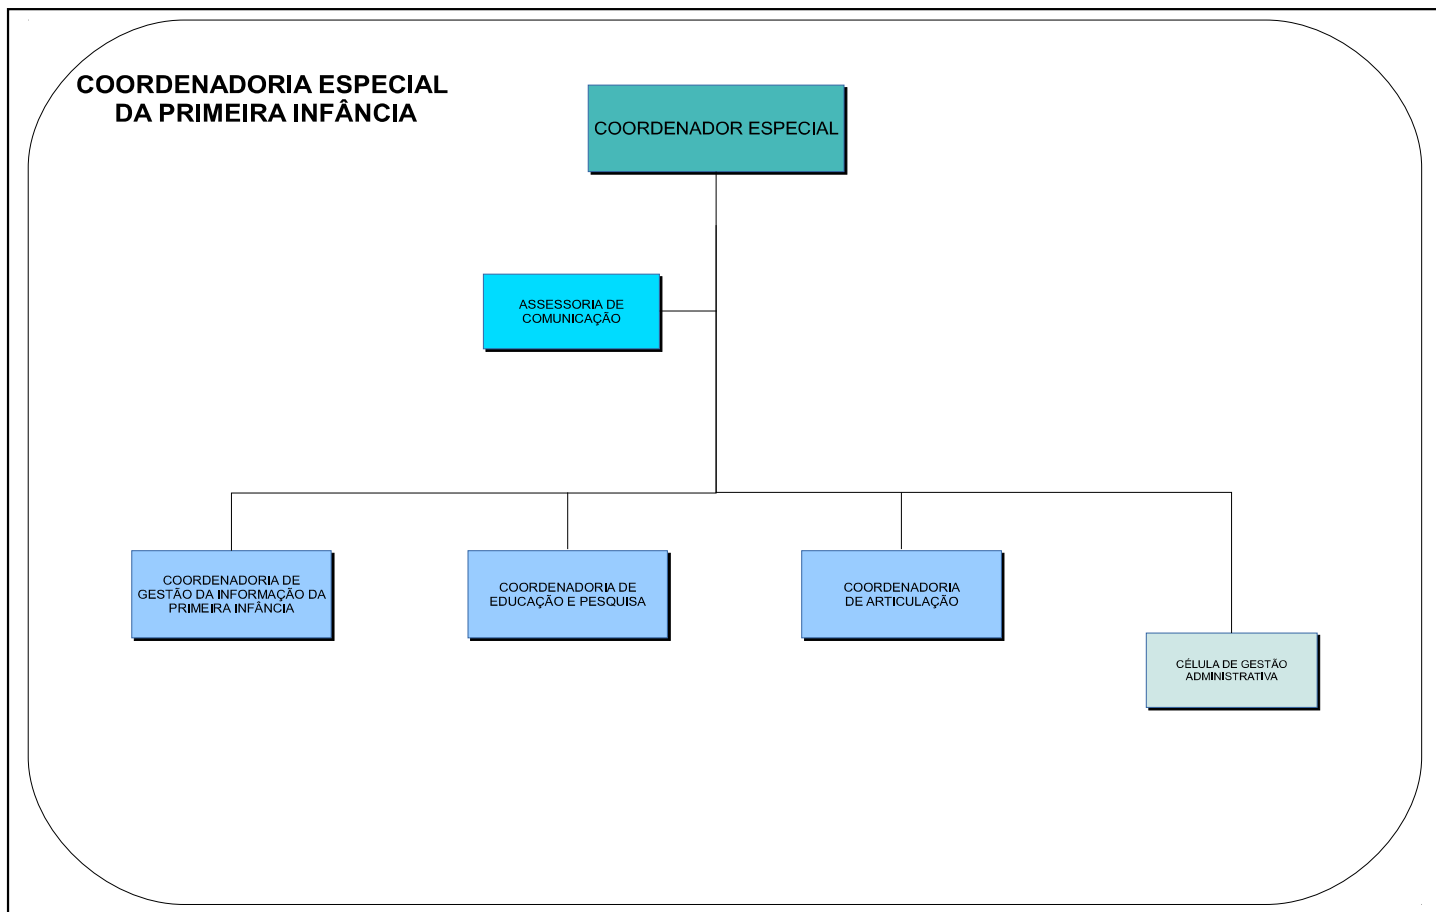 COORDENADORIA ESPECIAL
DA PRIMEIRA INFÂNCIA
COORDENADOR ESPECIAL
ASSESSORIA DE
COMUNICAÇÃO
COORDENADORIA DE
GESTÃO DA INFORMAÇÃO DA
PRIMEIRA INFÂNCIA
COORDENADORIA DE
EDUCAÇÃO E PESQUISA
COORDENADORIA
DE ARTICULAÇÃO
CÉLULA DE GESTÃO
ADMINISTRATIVA